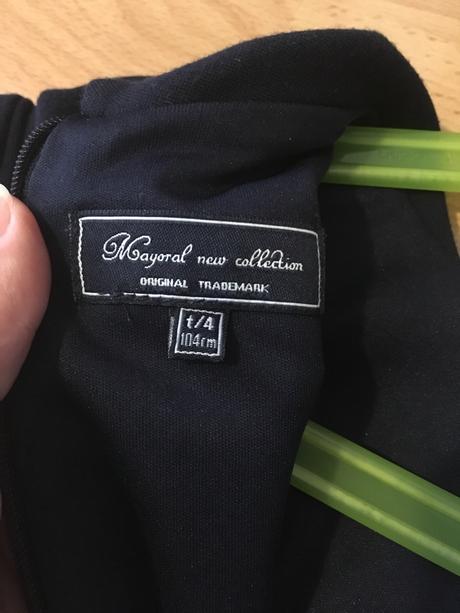 Mayoral new collection
ORIGINAL TRADEMARK
t/4
104cm